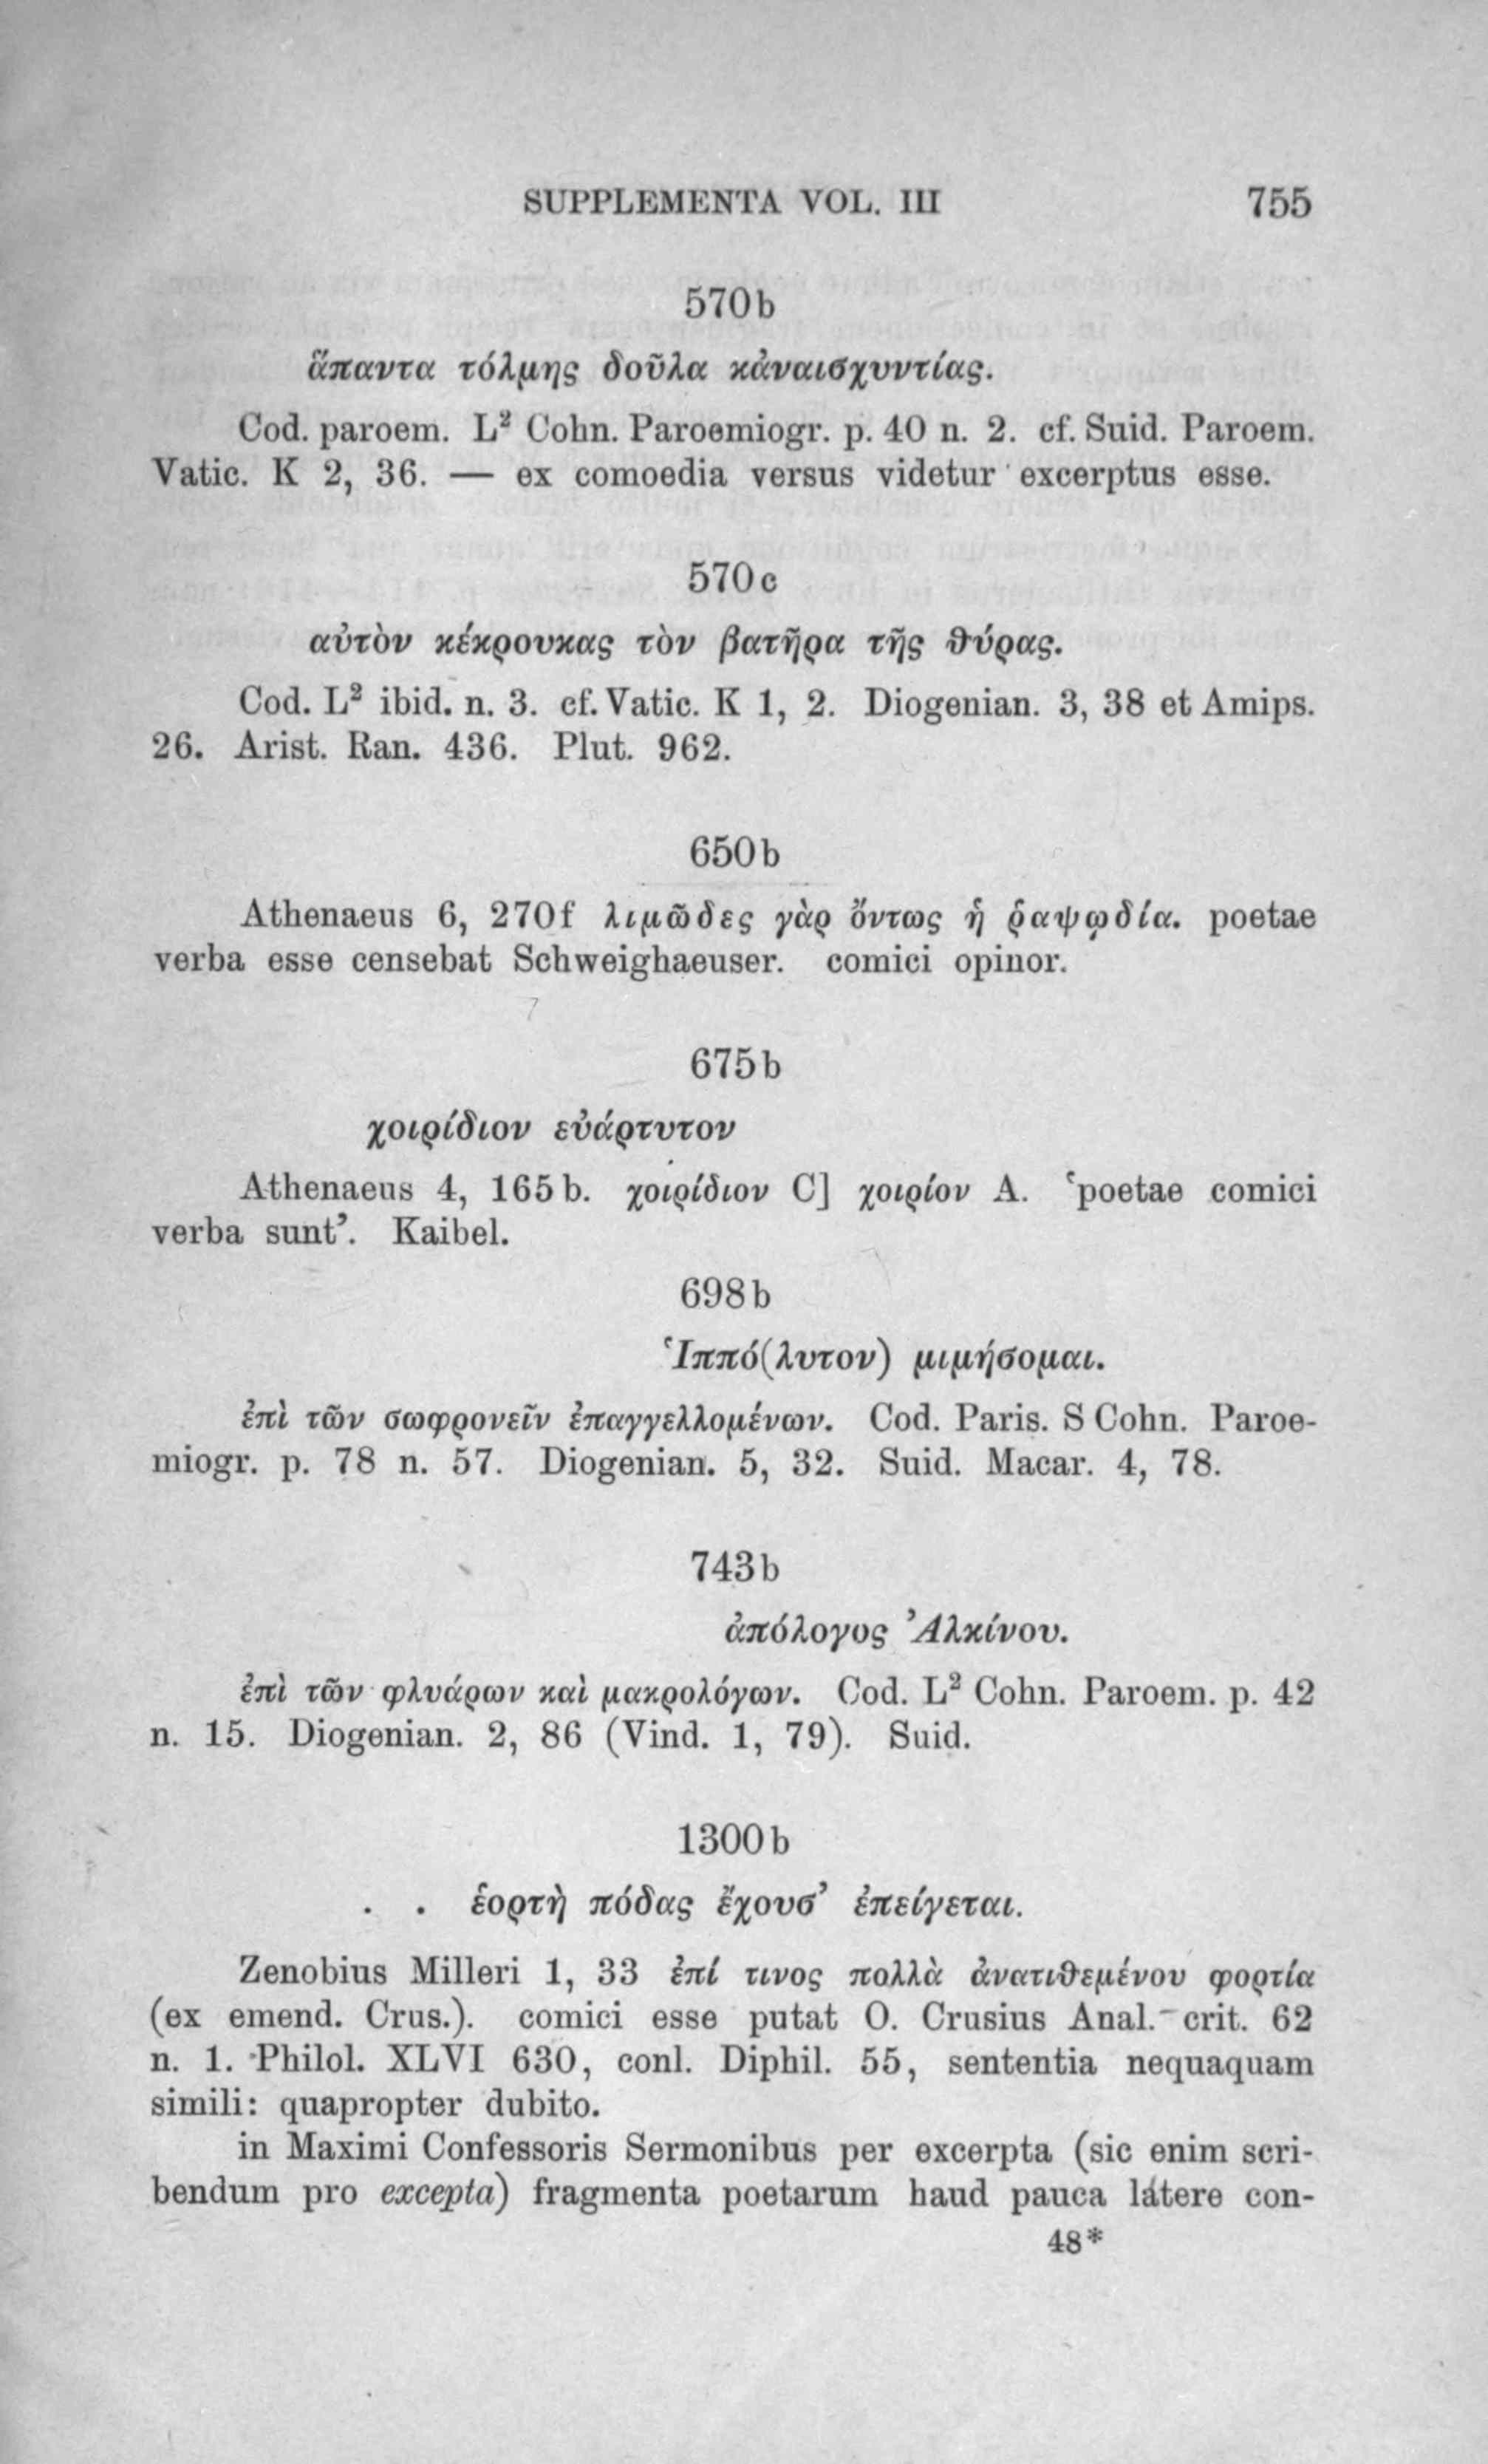 SUPPLEMENTA VOL. III 755
570b
ἅπαντα τόλμης δοῦλα κἀναισχυντίας.
Cod. paroem. L² Cohn. Paroemiogr. p. 40 n. 2. cf. Suid. Paroem.
Vatic. K 2, 36. — ex comoedia versus videtur excerptus esse.
570c
αὐτὸν κέκρουκας τὸν βατῆρα τῆς θύρας.
Cod. L² ibid. n. 3. cf. Vatic. K 1, 2. Diogenian. 3, 38 et Amips.
26. Arist. Ran. 436. Plut. 962.
650b
Athenaeus 6, 270f λιμῶδες γὰρ ὄντως ἡ ῥαψῳδία. poetae
verba esse censebat Schweighaeuser. comici opinor.
675b
χοιρίδιον εὐάρτυτον
Athenaeus 4, 165b. χοιρίδιον C] χοιρίον A. ‘poetae comici
verba sunt’. Kaibel.
698b
Ἱππό(λυτον) μιμήσομαι.
ἐπὶ τῶν σωφρονεῖν ἐπαγγελλομένων. Cod. Paris. S Cohn. Paroe-
miogr. p. 78 n. 57. Diogenian. 5, 32. Suid. Macar. 4, 78.
743b
ἀπόλογος Ἀλκίνου.
ἐπὶ τῶν φλυάρων καὶ μακρολόγων. Cod. L² Cohn. Paroem. p. 42
n. 15. Diogenian. 2, 86 (Vind. 1, 79). Suid.
1300b
. . ἑορτὴ πόδας ἔχουσ’ ἐπείγεται.
Zenobius Milleri 1, 33 ἐπί τινος πολλὰ ἀνατιθεμένου φορτία
(ex emend. Crus.). comici esse putat O. Crusius Anal. crit. 62
n. 1. Philol. XLVI 630, conl. Diphil. 55, sententia nequaquam
simili: quapropter dubito.
in Maximi Confessoris Sermonibus per excerpta (sic enim scri-
bendum pro excepta) fragmenta poetarum haud pauca latere con-
48*